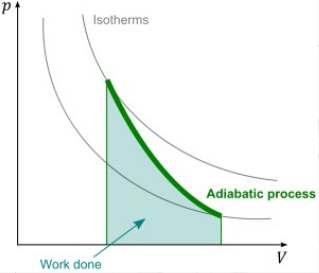 p
Isotherms
Adiabatic process
Work done
V